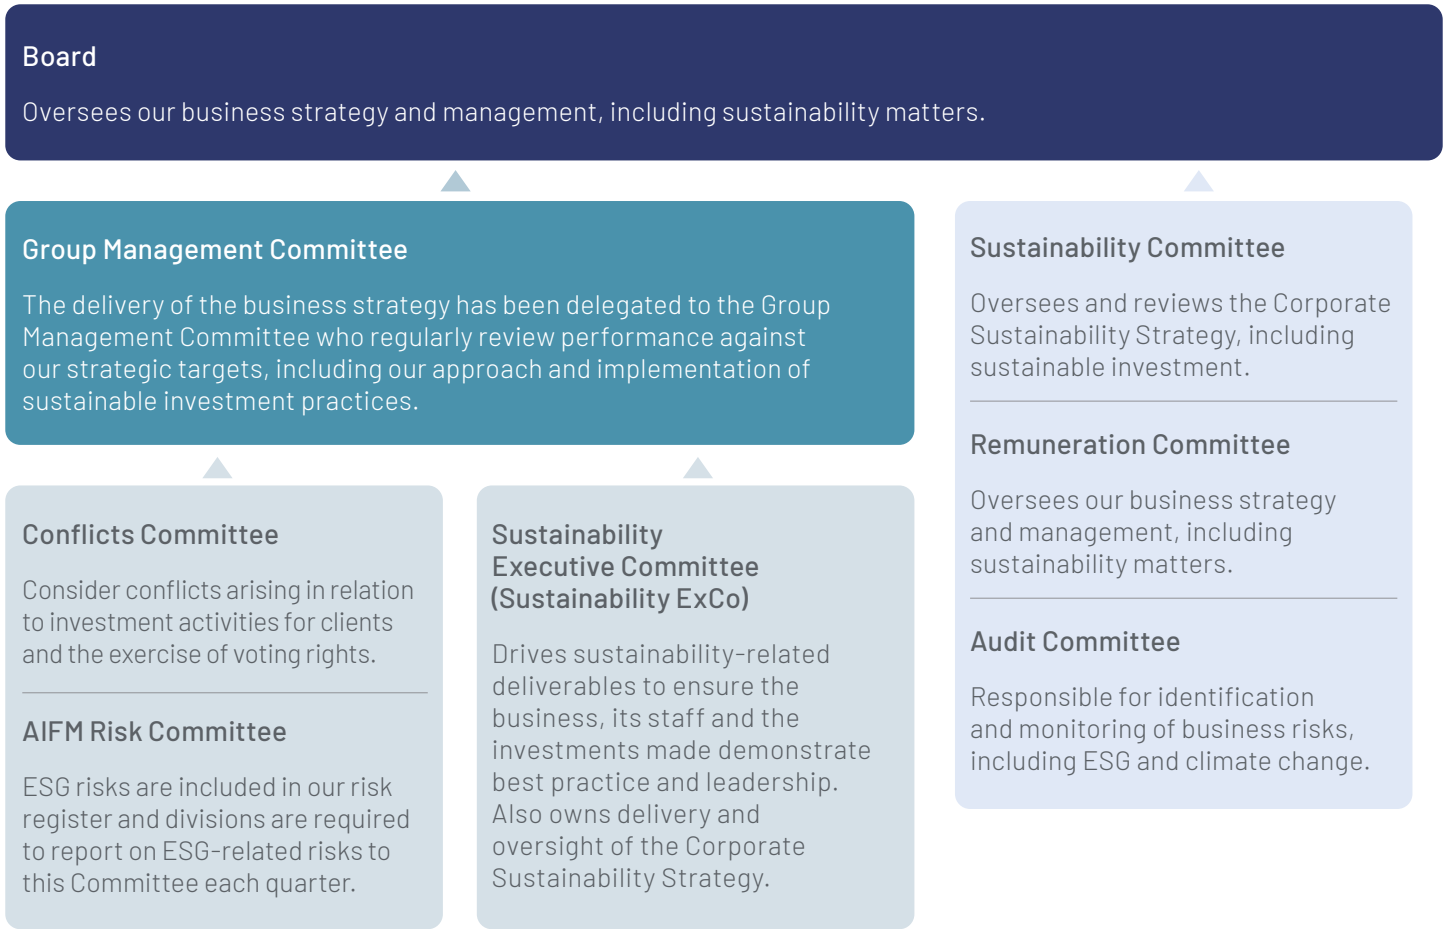 Board
Oversees our business strategy and management, including sustainability matters.
Group Management Committee
The delivery of the business strategy has been delegated to the Group
Management Committee who regularly review performance against
our strategic targets, including our approach and implementation of
sustainable investment practices.
Conflicts Committee
Consider conflicts arising in relation
to investment activities for clients
and the exercise of voting rights.
AIFM Risk Committee
ESG risks are included in our risk
register and divisions are required
to report on ESG-related risks to
this Committee each quarter.
Sustainability
Executive Committee
(Sustainability ExCo)
Drives sustainability-related
deliverables to ensure the
business, its staff and the
investments made demonstrate
best practice and leadership.
Also owns delivery and
oversight of the Corporate
Sustainability Strategy.
Sustainability Committee
Oversees and reviews the Corporate
Sustainability Strategy, including
sustainable investment.
Remuneration Committee
Oversees our business strategy
and management, including
sustainability matters.
Audit Committee
Responsible for identification
and monitoring of business risks,
including ESG and climate change.